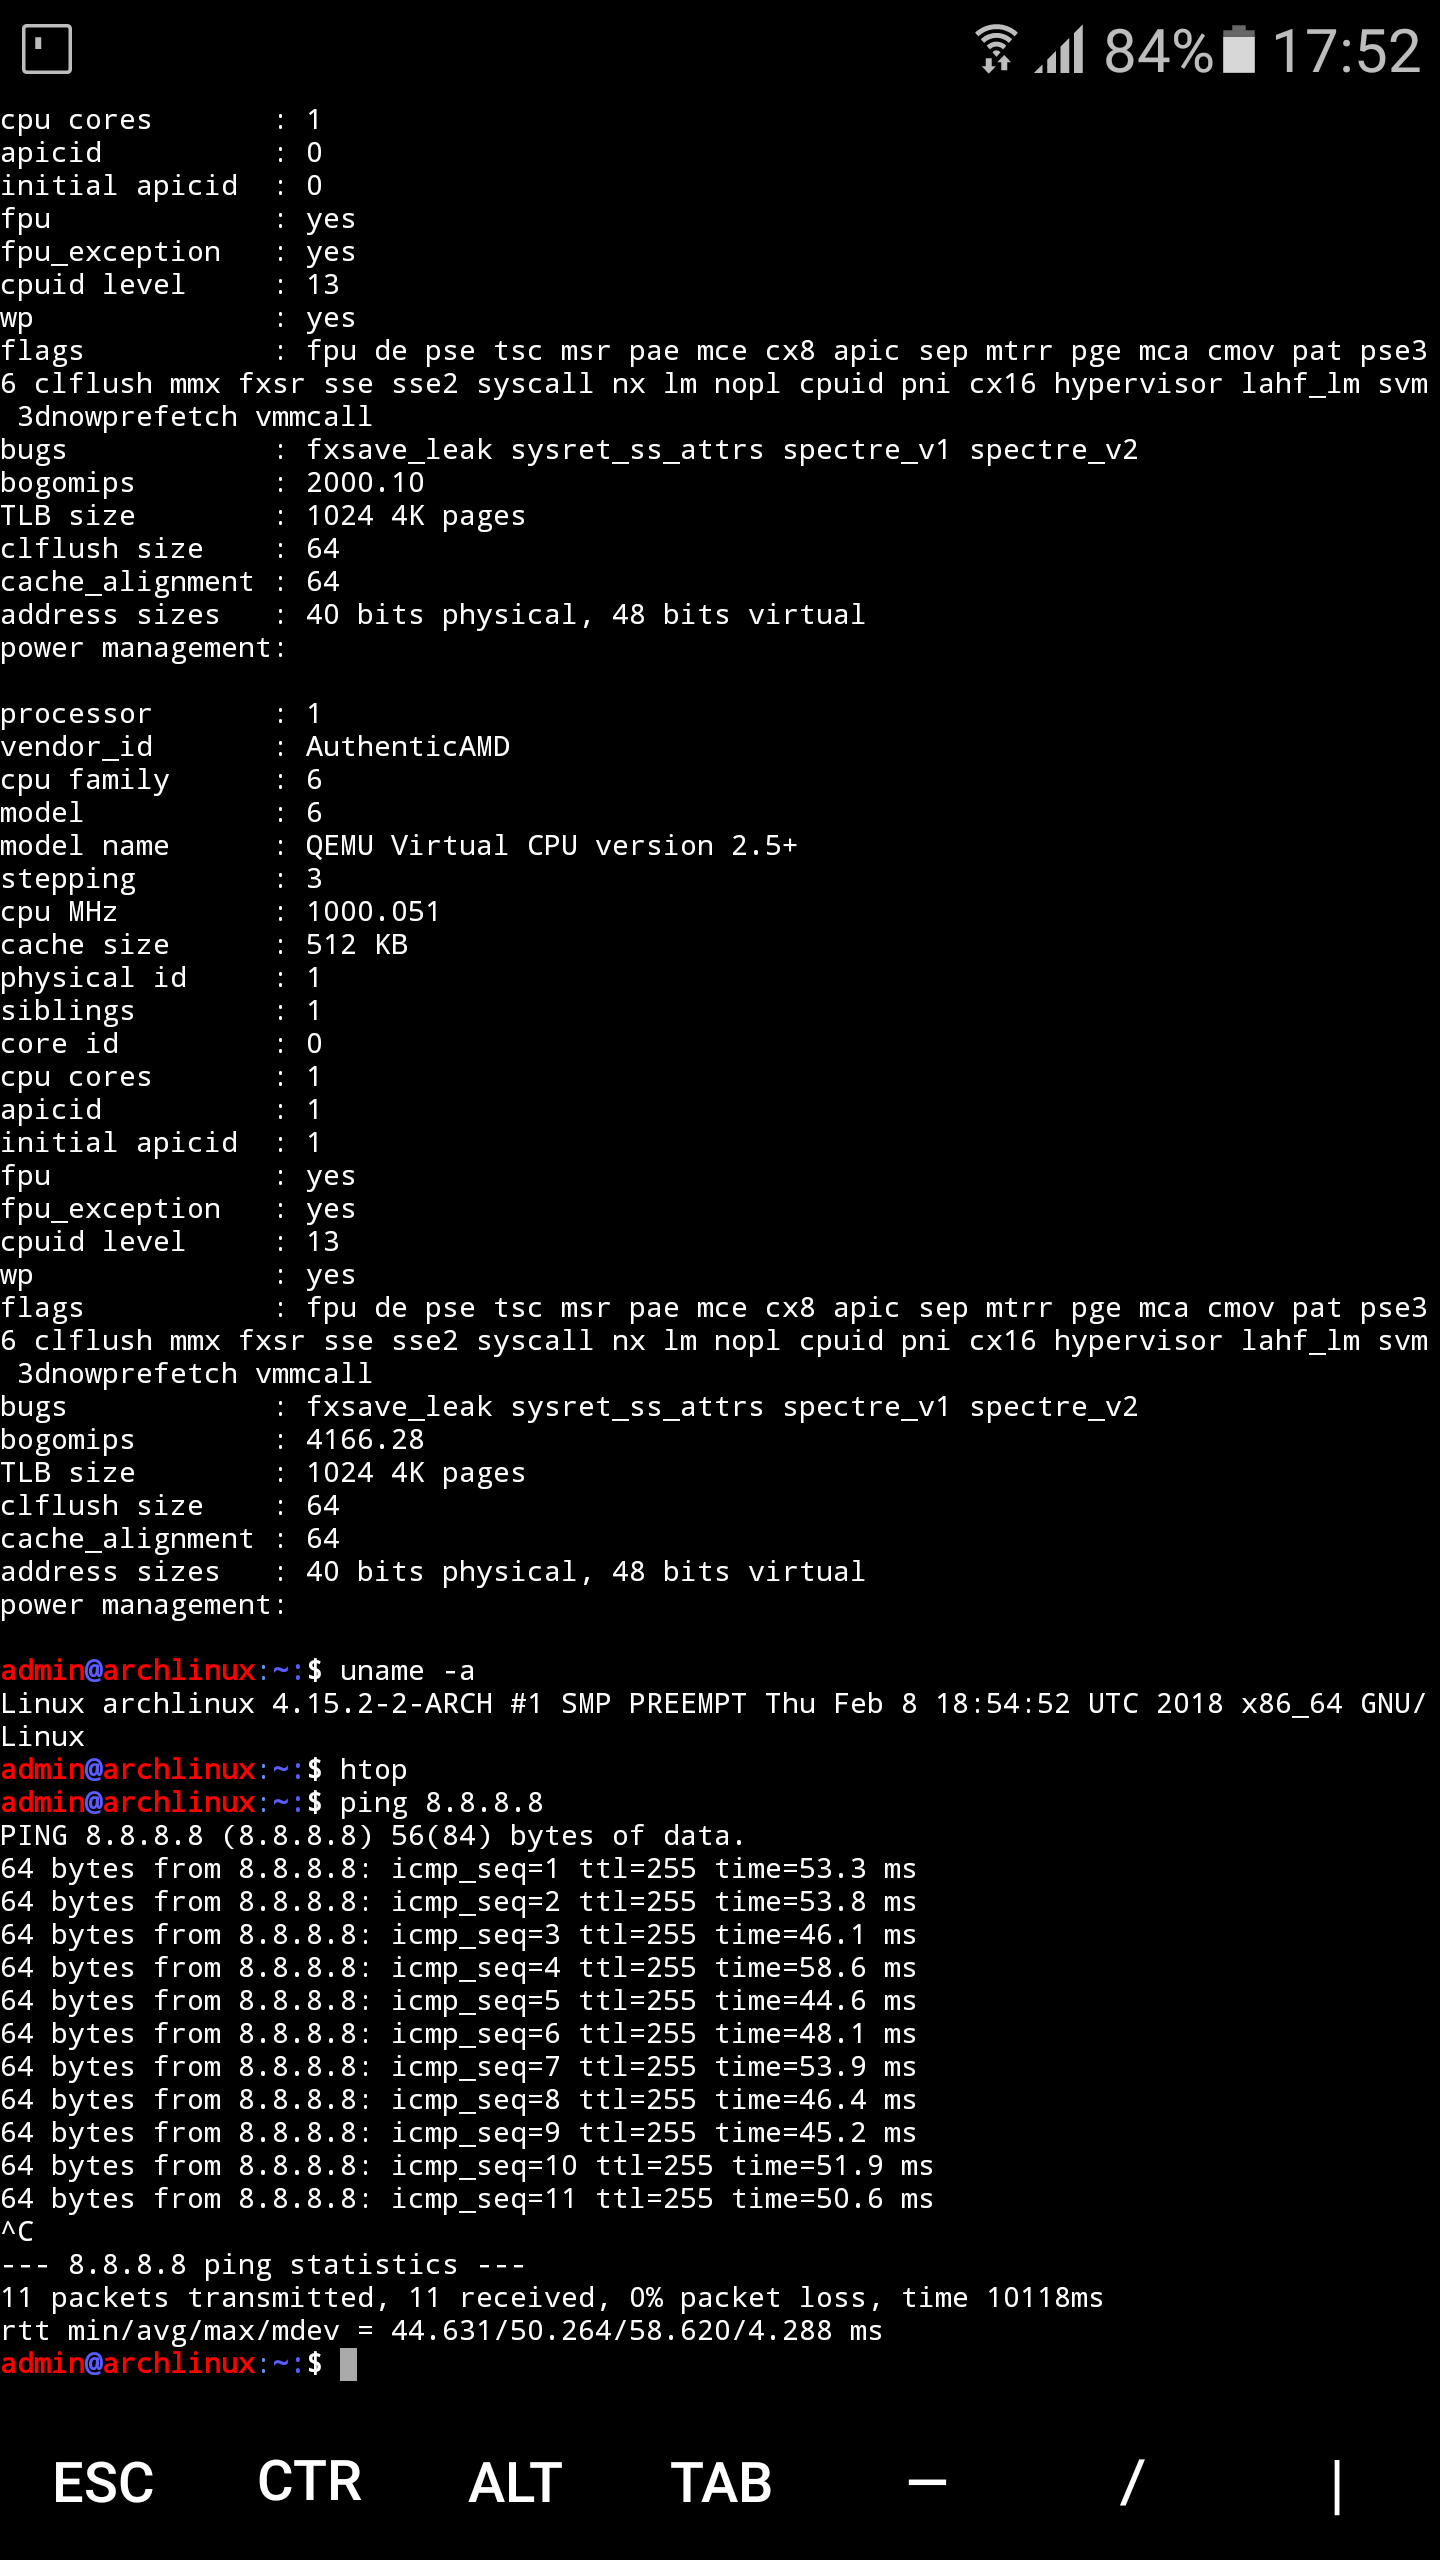 84% 17:52
cpu cores       : 1
apicid          : 0
initial apicid  : 0
fpu             : yes
fpu_exception   : yes
cpuid level     : 13
wp              : yes
flags           : fpu de pse tsc msr pae mce cx8 apic sep mtrr pge mca cmov pat pse3
6 clflush mmx fxsr sse sse2 syscall nx lm nopl cpuid pni cx16 hypervisor lahf_lm svm
 3dnowprefetch vmmcall
bugs            : fxsave_leak sysret_ss_attrs spectre_v1 spectre_v2
bogomips        : 2000.10
TLB size        : 1024 4K pages
clflush size    : 64
cache_alignment : 64
address sizes   : 40 bits physical, 48 bits virtual
power management:

processor       : 1
vendor_id       : AuthenticAMD
cpu family      : 6
model           : 6
model name      : QEMU Virtual CPU version 2.5+
stepping        : 3
cpu MHz         : 1000.051
cache size      : 512 KB
physical id     : 1
siblings        : 1
core id         : 0
cpu cores       : 1
apicid          : 1
initial apicid  : 1
fpu             : yes
fpu_exception   : yes
cpuid level     : 13
wp              : yes
flags           : fpu de pse tsc msr pae mce cx8 apic sep mtrr pge mca cmov pat pse3
6 clflush mmx fxsr sse sse2 syscall nx lm nopl cpuid pni cx16 hypervisor lahf_lm svm
 3dnowprefetch vmmcall
bugs            : fxsave_leak sysret_ss_attrs spectre_v1 spectre_v2
bogomips        : 4166.28
TLB size        : 1024 4K pages
clflush size    : 64
cache_alignment : 64
address sizes   : 40 bits physical, 48 bits virtual
power management:

admin@archlinux:~:$ uname -a
Linux archlinux 4.15.2-2-ARCH #1 SMP PREEMPT Thu Feb 8 18:54:52 UTC 2018 x86_64 GNU/
Linux
admin@archlinux:~:$ htop
admin@archlinux:~:$ ping 8.8.8.8
PING 8.8.8.8 (8.8.8.8) 56(84) bytes of data.
64 bytes from 8.8.8.8: icmp_seq=1 ttl=255 time=53.3 ms
64 bytes from 8.8.8.8: icmp_seq=2 ttl=255 time=53.8 ms
64 bytes from 8.8.8.8: icmp_seq=3 ttl=255 time=46.1 ms
64 bytes from 8.8.8.8: icmp_seq=4 ttl=255 time=58.6 ms
64 bytes from 8.8.8.8: icmp_seq=5 ttl=255 time=44.6 ms
64 bytes from 8.8.8.8: icmp_seq=6 ttl=255 time=48.1 ms
64 bytes from 8.8.8.8: icmp_seq=7 ttl=255 time=53.9 ms
64 bytes from 8.8.8.8: icmp_seq=8 ttl=255 time=46.4 ms
64 bytes from 8.8.8.8: icmp_seq=9 ttl=255 time=45.2 ms
64 bytes from 8.8.8.8: icmp_seq=10 ttl=255 time=51.9 ms
64 bytes from 8.8.8.8: icmp_seq=11 ttl=255 time=50.6 ms
^C
--- 8.8.8.8 ping statistics ---
11 packets transmitted, 11 received, 0% packet loss, time 10118ms
rtt min/avg/max/mdev = 44.631/50.264/58.620/4.288 ms
admin@archlinux:~:$
ESC CTR ALT TAB — / |